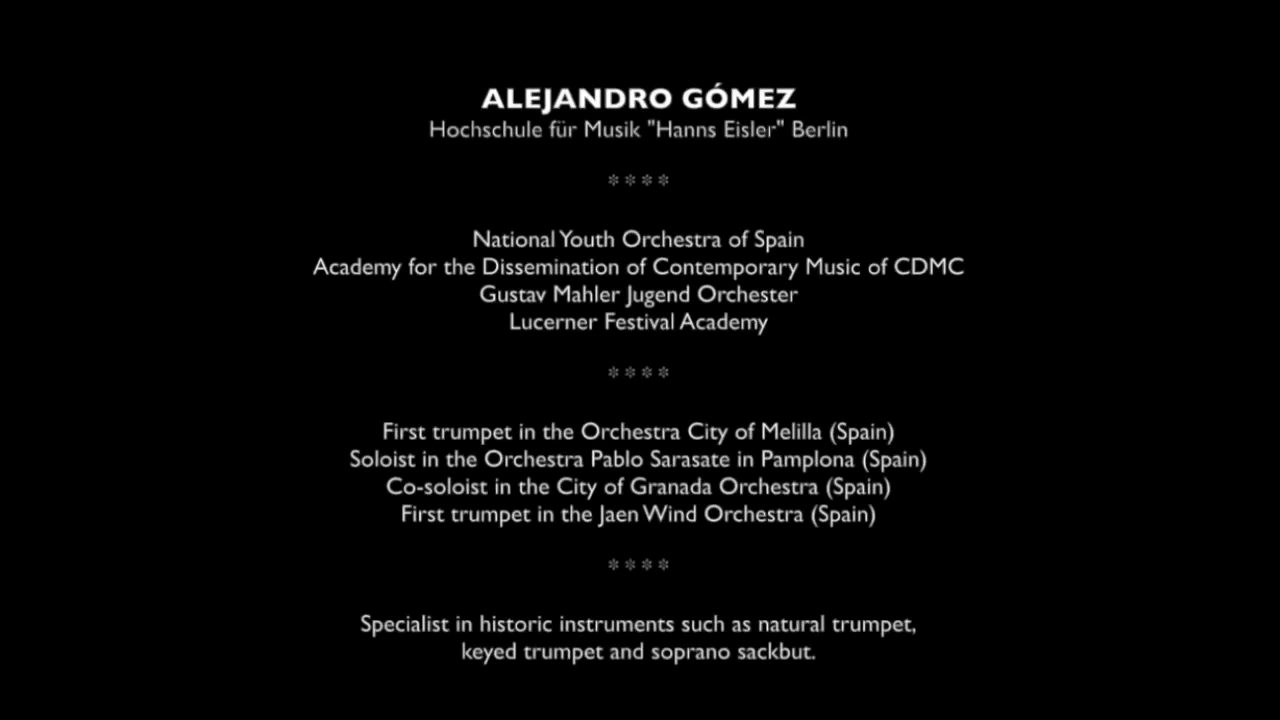 ALEJANDRO GÓMEZ
Hochschule für Musik "Hanns Eisler" Berlin
****
National Youth Orchestra of Spain
Academy for the Dissemination of Contemporary Music of CDMC
Gustav Mahler Jugend Orchester
Lucerner Festival Academy
****
First trumpet in the Orchestra City of Melilla (Spain)
Soloist in the Orchestra Pablo Sarasate in Pamplona (Spain)
Co-soloist in the City of Granada Orchestra (Spain)
First trumpet in the Jaen Wind Orchestra (Spain)
****
Specialist in historic instruments such as natural trumpet,
keyed trumpet and soprano sackbut.